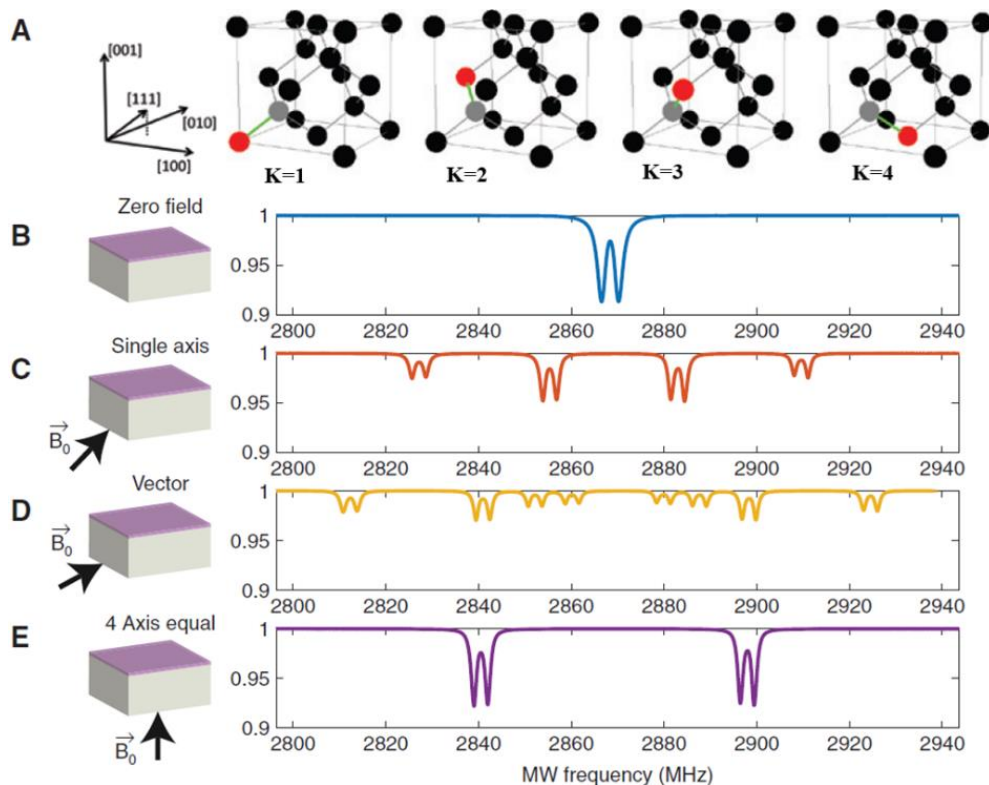 A
[001]
[111]
[010]
[100]
K=1
K=2
K=3
K=4
B
Zero field
1
0.95
0.9
2800 2820 2840 2860 2880 2900 2920 2940
C
Single axis
B₀
1
0.95
0.9
2800 2820 2840 2860 2880 2900 2920 2940
D
Vector
B₀
1
0.95
0.9
2800 2820 2840 2860 2880 2900 2920 2940
E
4 Axis equal
B₀
1
0.95
0.9
2800 2820 2840 2860 2880 2900 2920 2940
MW frequency (MHz)